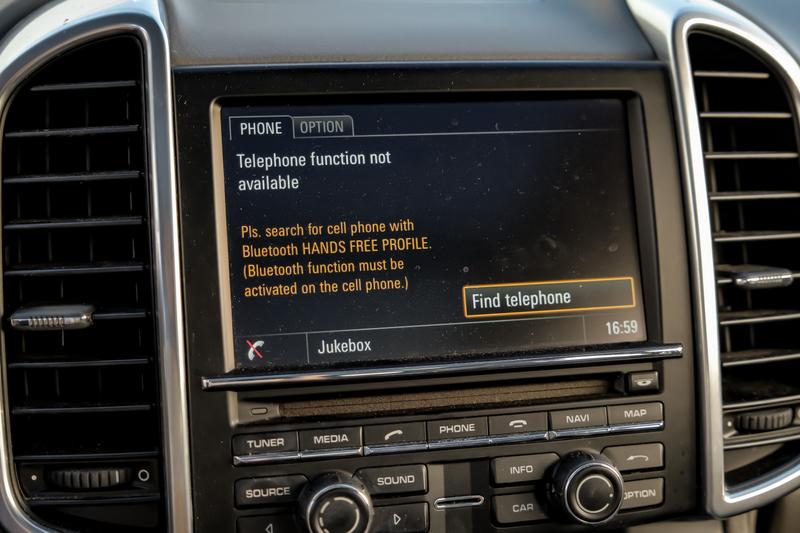 PHONE OPTION
Telephone function not
available
Pls. search for cell phone with
Bluetooth HANDS FREE PROFILE.
(Bluetooth function must be
activated on the cell phone.)
Find telephone
16:59
Jukebox
TUNER MEDIA PHONE NAVI MAP
SOURCE SOUND INFO
CAR OPTION